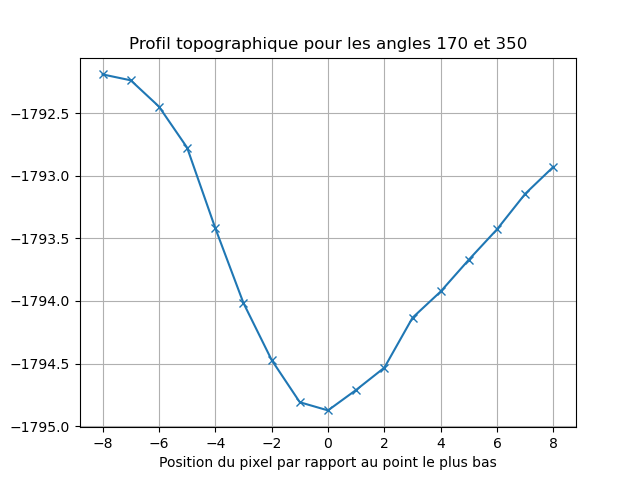 Profil topographique pour les angles 170 et 350
−1792.5
−1793.0
−1793.5
−1794.0
−1794.5
−1795.0
−8 −6 −4 −2 0 2 4 6 8
Position du pixel par rapport au point le plus bas